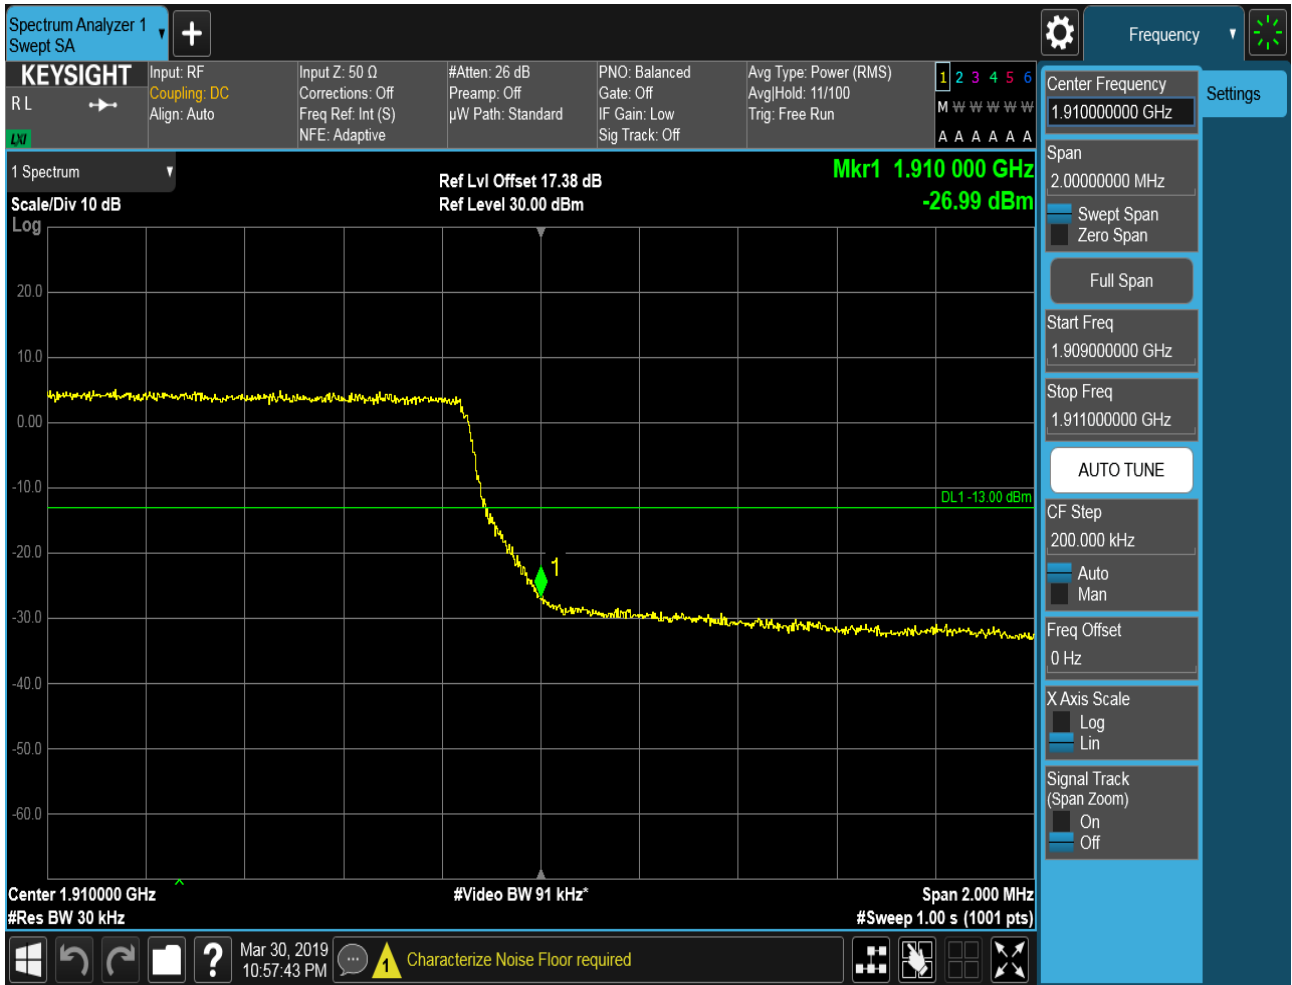 Spectrum Analyzer 1
Swept SA
Frequency
KEYSIGHT
R L
LXI
Input: RF
Coupling: DC
Align: Auto
Input Z: 50 Ω
Corrections: Off
Freq Ref: Int (S)
NFE: Adaptive
#Atten: 26 dB
Preamp: Off
µW Path: Standard
PNO: Balanced
Gate: Off
IF Gain: Low
Sig Track: Off
Avg Type: Power (RMS)
Avg|Hold: 11/100
Trig: Free Run
1 2 3 4 5 6
M W W W W W
A A A A A A
1 Spectrum
Scale/Div 10 dB
Log
Ref Lvl Offset 17.38 dB
Ref Level 30.00 dBm
Mkr1 1.910 000 GHz
-26.99 dBm
20.0
10.0
0.00
-10.0
-20.0
-30.0
-40.0
-50.0
-60.0
DL1 -13.00 dBm
1
Center 1.910000 GHz
#Res BW 30 kHz
#Video BW 91 kHz*
Span 2.000 MHz
#Sweep 1.00 s (1001 pts)
Mar 30, 2019
10:57:43 PM
?
1
Characterize Noise Floor required
Center Frequency
1.910000000 GHz
Settings
Span
2.00000000 MHz
Swept Span
Zero Span
Full Span
Start Freq
1.909000000 GHz
Stop Freq
1.911000000 GHz
AUTO TUNE
CF Step
200.000 kHz
Auto
Man
Freq Offset
0 Hz
X Axis Scale
Log
Lin
Signal Track
(Span Zoom)
On
Off